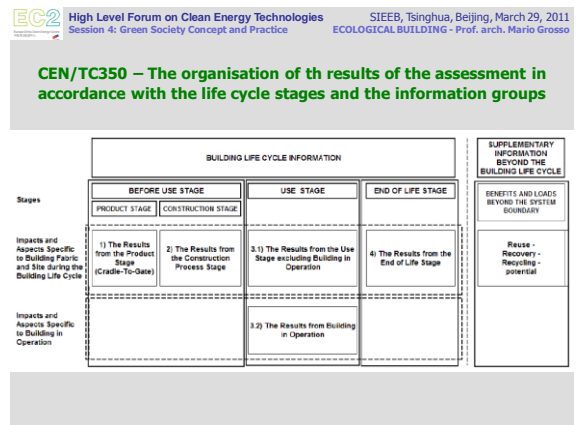 EC2
High Level Forum on Clean Energy Technologies
SIEEB, Tsinghua, Beijing, March 29, 2011
Session 4: Green Society Concept and Practice
ECOLOGICAL BUILDING - Prof. arch. Mario Grosso
CEN/TC350 – The organisation of th results of the assessment in
accordance with the life cycle stages and the information groups
BUILDING LIFE CYCLE INFORMATION
SUPPLEMENTARY
INFORMATION
BEYOND THE
BUILDING LIFE CYCLE
Stages
BEFORE USE STAGE
USE STAGE
END OF LIFE STAGE
PRODUCT STAGE
CONSTRUCTION STAGE
BENEFITS AND LOADS
BEYOND THE SYSTEM
BOUNDARY
Impacts and
Aspects Specific
to Building Fabric
and Site during the
Building Life Cycle
1) The Results
from the Product
Stage
(Cradle-To-Gate)
2) The Results from
the Construction
Process Stage
3.1) The Results from the Use
Stage excluding Building in
Operation
4) The Results from the
End of Life Stage
Reuse -
Recovery -
Recycling -
potential
Impacts and
Aspects Specific
to Building in
Operation
3.2) The Results from Building
in Operation